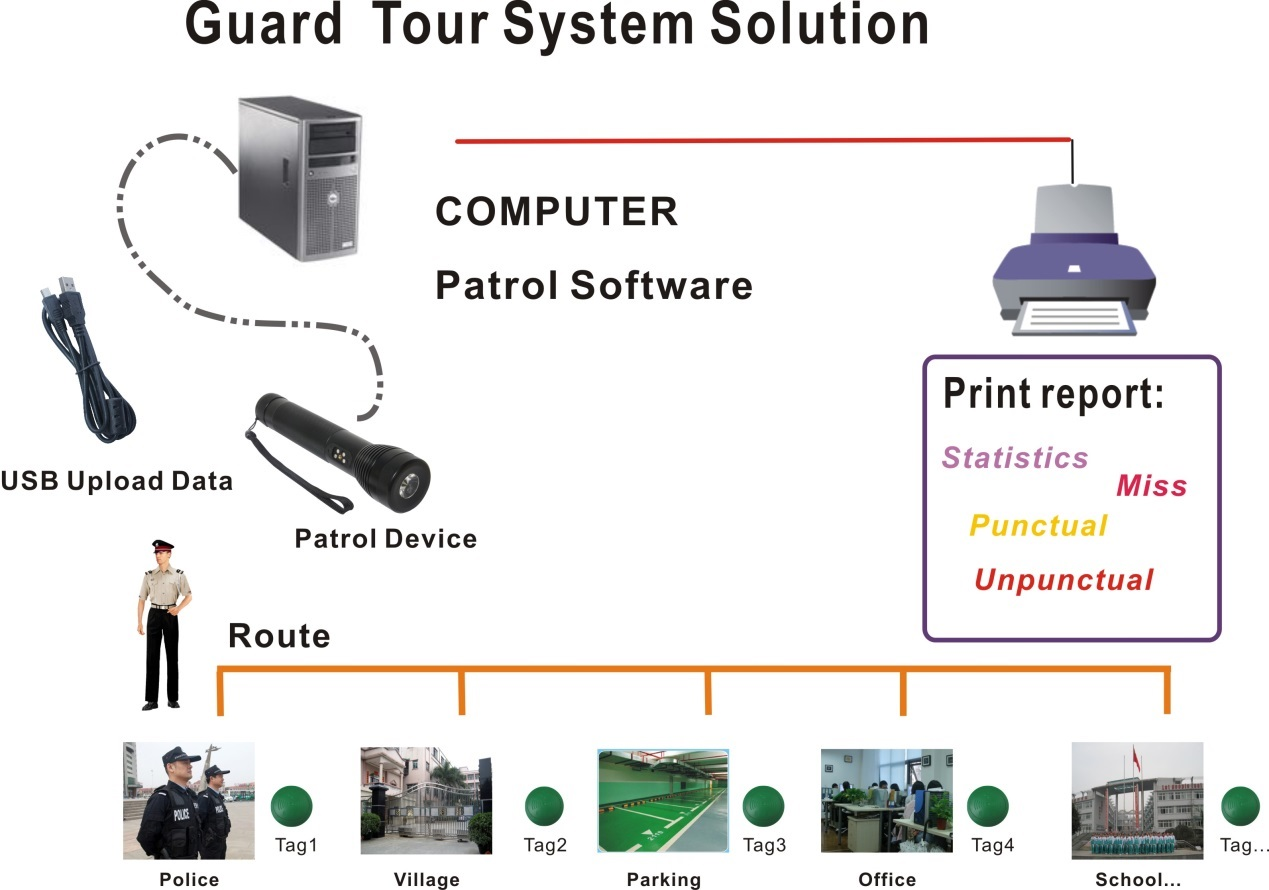 Guard Tour System Solution
COMPUTER
Patrol Software
USB Upload Data
Patrol Device
Print report:
Statistics
Miss
Punctual
Unpunctual
Route
POLICE
Tag1
Tag2
Tag3
Tag4
Tag...
Police
Village
Parking
Office
School...